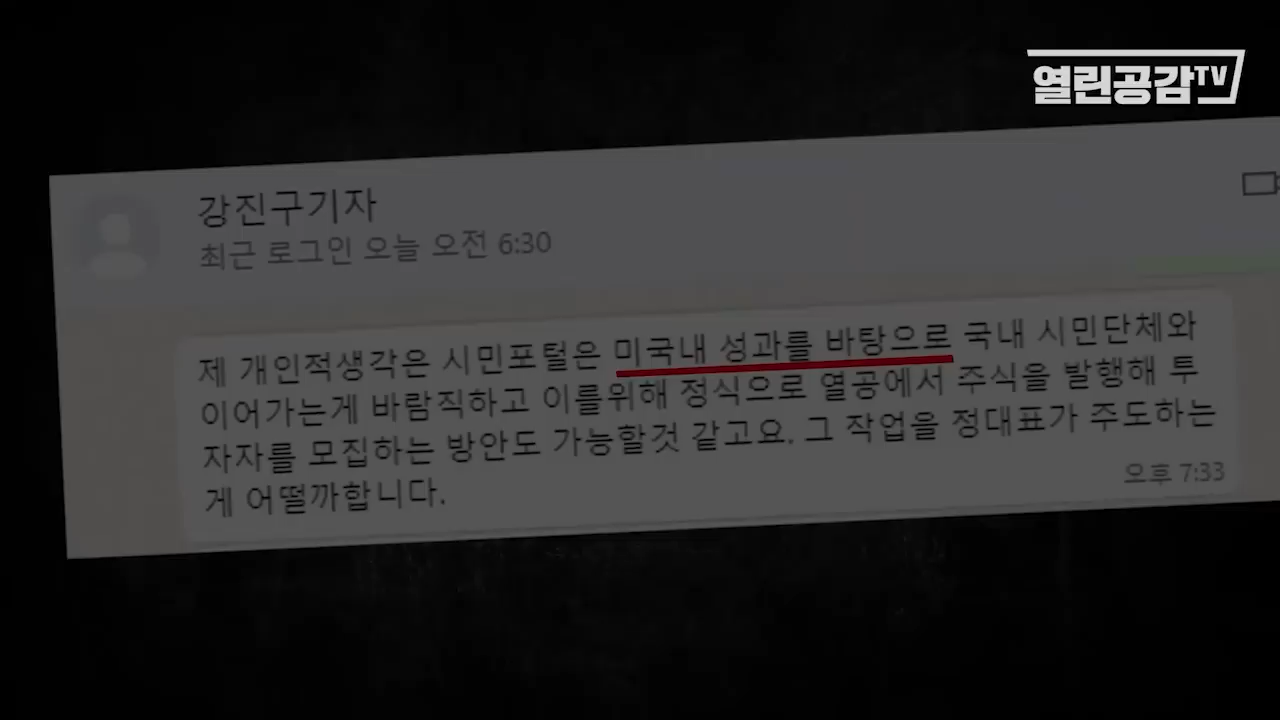 열린공감TV
강진구기자
최근 로그인 오늘 오전 6:30
제 개인적생각은 시민포털은 미국내 성과를 바탕으로 국내 시민단체와
이어가는게 바람직하고 이를위해 정식으로 열공에서 주식을 발행해 투
자자를 모집하는 방안도 가능할것 같고요. 그 작업을 정대표가 주도하는
게 어떨까합니다.
오후 7:33